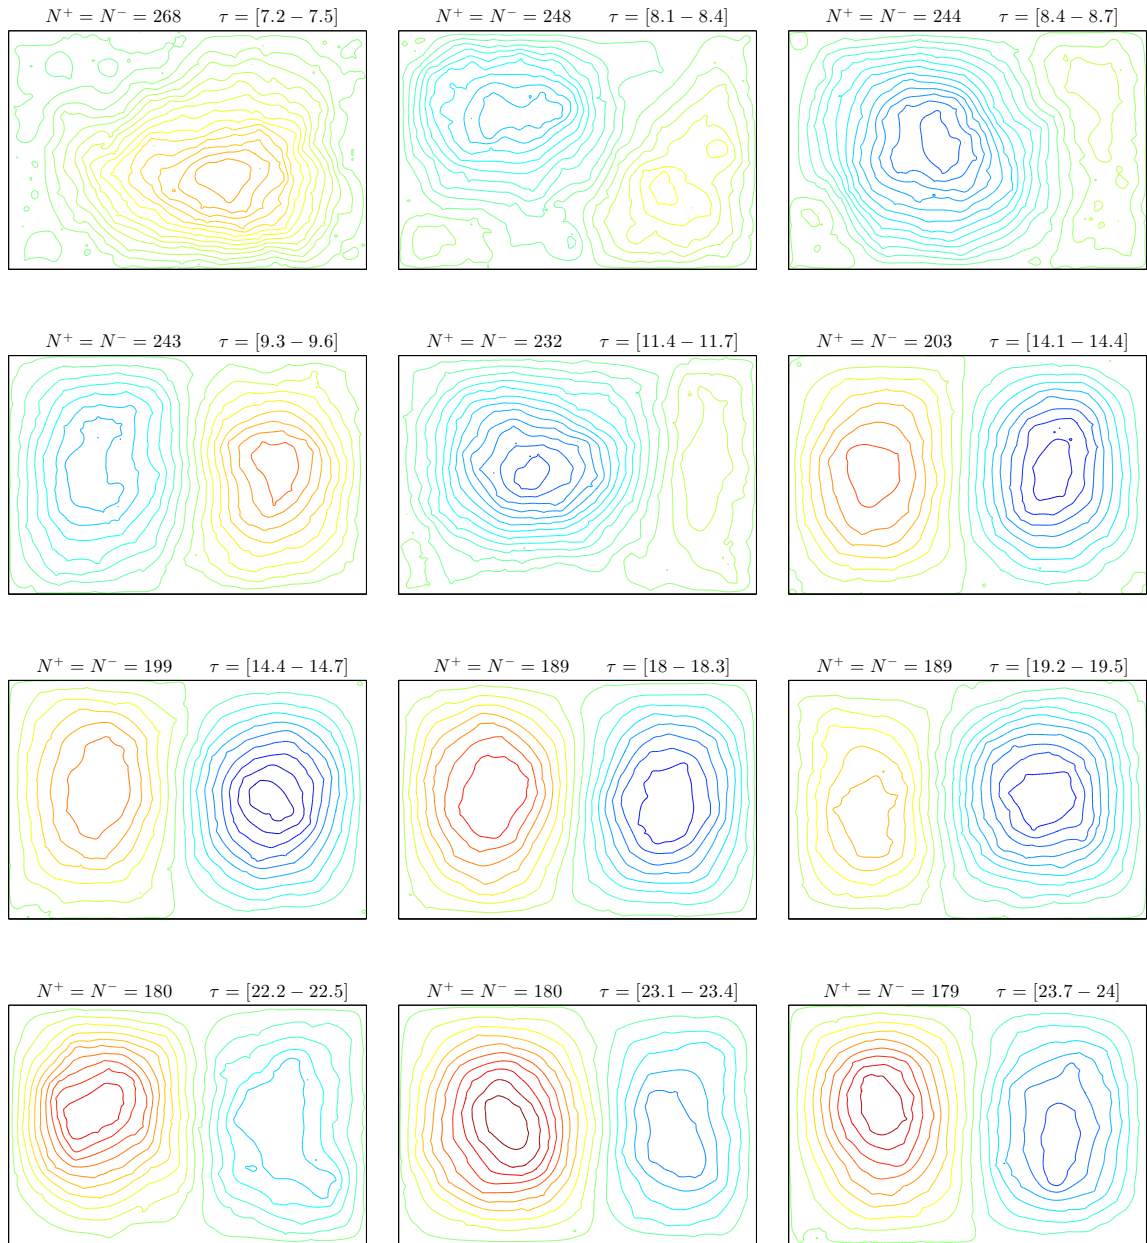 N⁺ = N⁻ = 268 τ = [7.2 − 7.5]
N⁺ = N⁻ = 248 τ = [8.1 − 8.4]
N⁺ = N⁻ = 244 τ = [8.4 − 8.7]
N⁺ = N⁻ = 243 τ = [9.3 − 9.6]
N⁺ = N⁻ = 232 τ = [11.4 − 11.7]
N⁺ = N⁻ = 203 τ = [14.1 − 14.4]
N⁺ = N⁻ = 199 τ = [14.4 − 14.7]
N⁺ = N⁻ = 189 τ = [18 − 18.3]
N⁺ = N⁻ = 189 τ = [19.2 − 19.5]
N⁺ = N⁻ = 180 τ = [22.2 − 22.5]
N⁺ = N⁻ = 180 τ = [23.1 − 23.4]
N⁺ = N⁻ = 179 τ = [23.7 − 24]